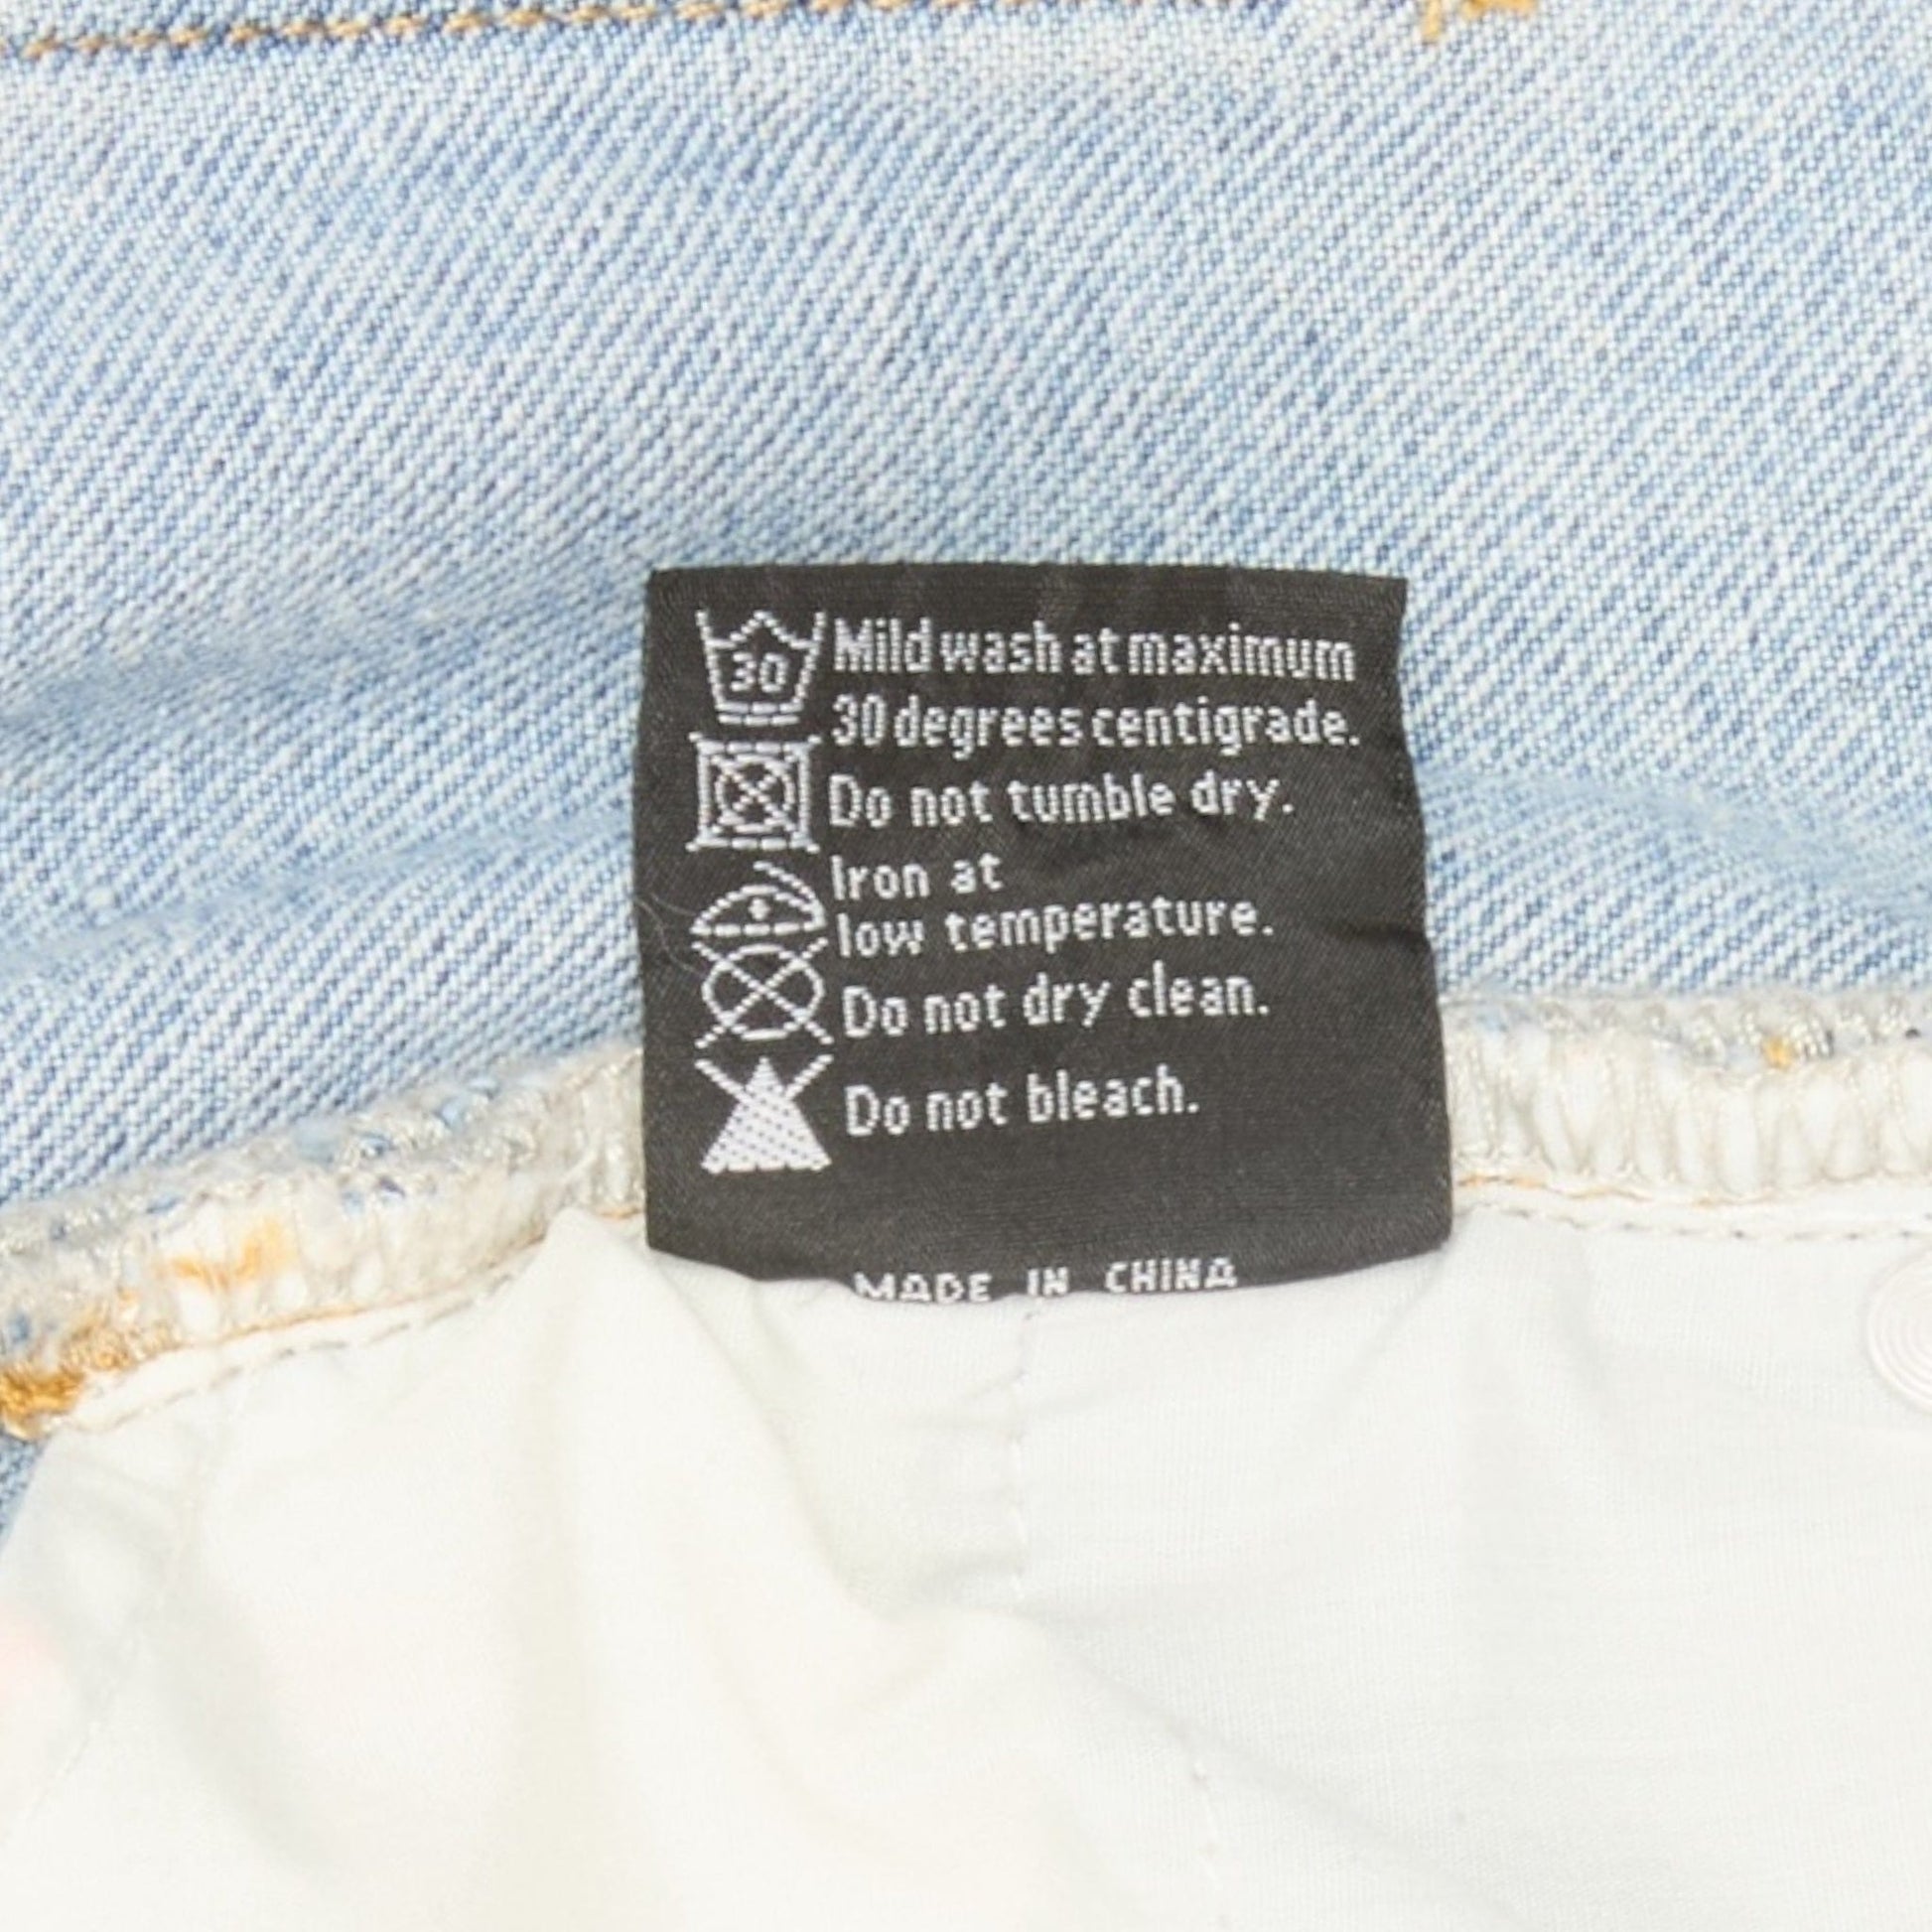 30 Mild wash at maximum
30 degrees centigrade.
Do not tumble dry.
Iron at
low temperature.
Do not dry clean.
Do not bleach.
MADE IN CHINA